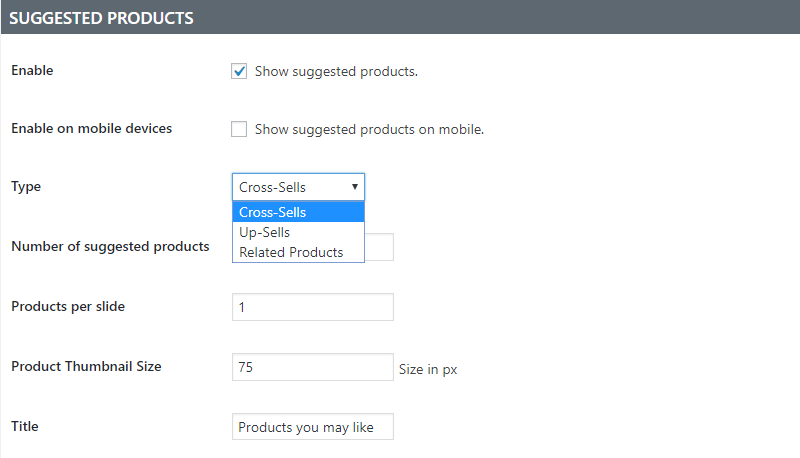 SUGGESTED PRODUCTS
Enable Show suggested products.
Enable on mobile devices Show suggested products on mobile.
Type Cross-Sells
Cross-Sells
Up-Sells
Number of suggested products
Related Products
Products per slide 1
Product Thumbnail Size 75 Size in px
Title Products you may like